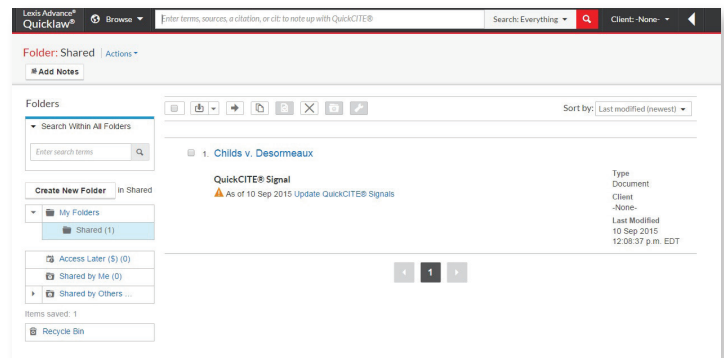 Lexis Advance®
Quicklaw®
Browse
Enter terms, sources, a citation, or cit: to note up with QuickCITE®
Search: Everything
Client: -None-
Folder: Shared | Actions
Add Notes
Folders
Search Within All Folders
Enter search terms
Create New Folder in Shared
My Folders
Shared (1)
Access Later ($) (0)
Shared by Me (0)
Shared by Others ...
Items saved: 1
Recycle Bin
Sort by: Last modified (newest)
1. Childs v. Desormeaux
QuickCITE® Signal
As of 10 Sep 2015 Update QuickCITE® Signals
Type
Document
Client
-None-
Last Modified
10 Sep 2015
12:08:37 p.m. EDT
1